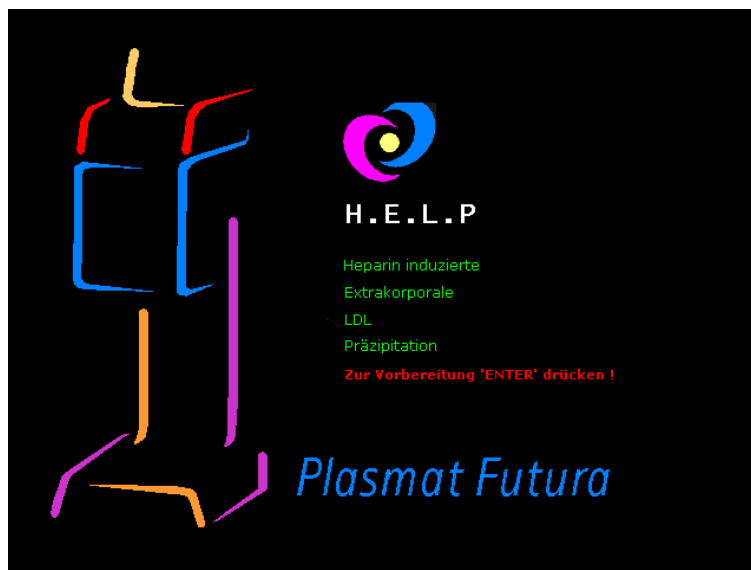 H.E.L.P
Heparin induzierte
Extrakorporale
LDL
Präzipitation
Zur Vorbereitung 'ENTER' drücken !
Plasmat Futura